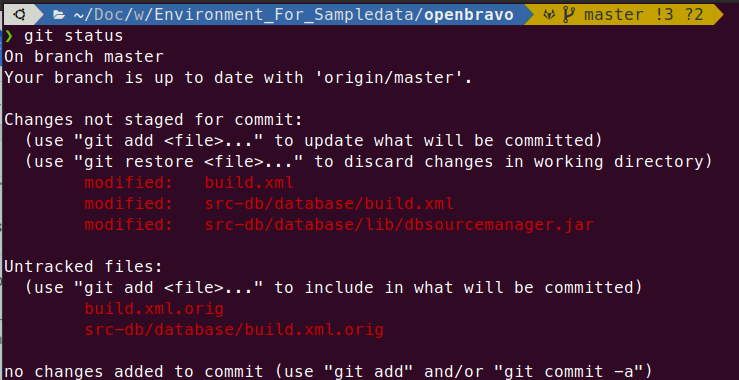 ~/Doc/w/Environment_For_Sampledata/openbravo master !3 ?2
❯ git status
On branch master
Your branch is up to date with 'origin/master'.
Changes not staged for commit:
(use "git add <file>..." to update what will be committed)
(use "git restore <file>..." to discard changes in working directory)
modified: build.xml
modified: src-db/database/build.xml
modified: src-db/database/lib/dbsourcemanager.jar
Untracked files:
(use "git add <file>..." to include in what will be committed)
build.xml.orig
src-db/database/build.xml.orig
no changes added to commit (use "git add" and/or "git commit -a")